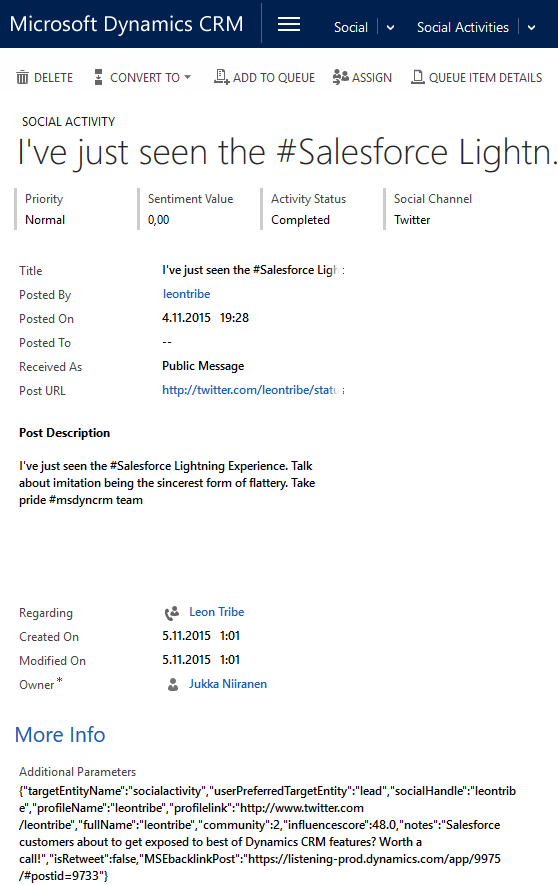 Microsoft Dynamics CRM Social Social Activities
DELETE CONVERT TO ADD TO QUEUE ASSIGN QUEUE ITEM DETAILS
SOCIAL ACTIVITY
I've just seen the #Salesforce Lightn.
Priority Sentiment Value Activity Status Social Channel
Normal 0,00 Completed Twitter
Title I've just seen the #Salesforce Ligh
Posted By leontribe
Posted On 4.11.2015 19:28
Posted To --
Received As Public Message
Post URL http://twitter.com/leontribe/statu
Post Description
I've just seen the #Salesforce Lightning Experience. Talk
about imitation being the sincerest form of flattery. Take
pride #msdyncrm team
Regarding Leon Tribe
Created On 5.11.2015 1:01
Modified On 5.11.2015 1:01
Owner* Jukka Niiranen
More Info
Additional Parameters
{"targetEntityName":"socialactivity","userPreferredTargetEntity":"lead","socialHandle":"leontrib
e","profileName":"leontribe","profilelink":"http://www.twitter.com
/leontribe","fullName":"leontribe","community":2,"influencescore":48.0,"notes":"Salesforce
customers about to get exposed to best of Dynamics CRM features? Worth a
call!","isRetweet":false,"MSEbacklinkPost":"https://listening-prod.dynamics.com/app/9975
/#postid=9733"}